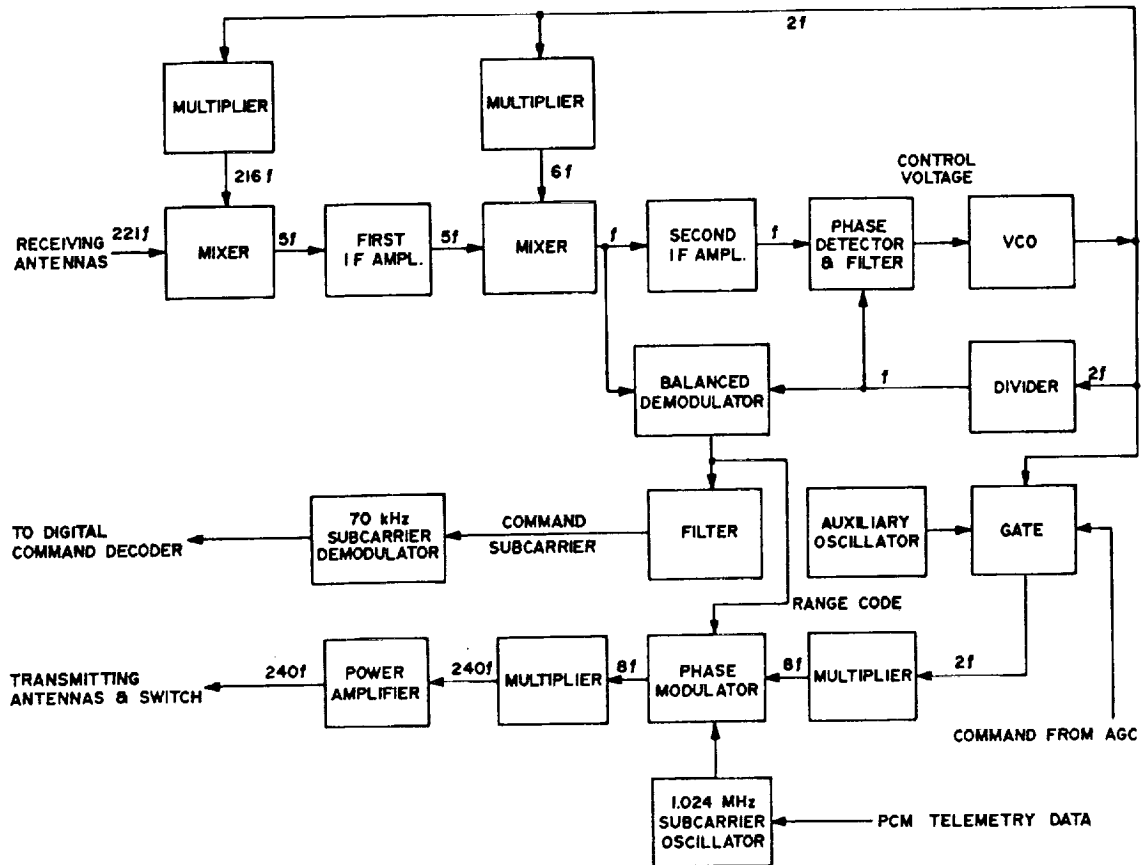 2f
MULTIPLIER
MULTIPLIER
216f
6f
CONTROL
VOLTAGE
RECEIVING
ANTENNAS
221f
MIXER
5f
FIRST
IF AMPL.
5f
MIXER
f
SECOND
IF AMPL.
f
PHASE
DETECTOR
& FILTER
VCO
BALANCED
DEMODULATOR
f
DIVIDER
2f
TO DIGITAL
COMMAND DECODER
70 kHz
SUBCARRIER
DEMODULATOR
COMMAND
SUBCARRIER
FILTER
AUXILIARY
OSCILLATOR
GATE
RANGE CODE
TRANSMITTING
ANTENNAS & SWITCH
240f
POWER
AMPLIFIER
240f
MULTIPLIER
8f
PHASE
MODULATOR
8f
MULTIPLIER
2f
COMMAND FROM AGC
1.024 MHz
SUBCARRIER
OSCILLATOR
PCM TELEMETRY DATA